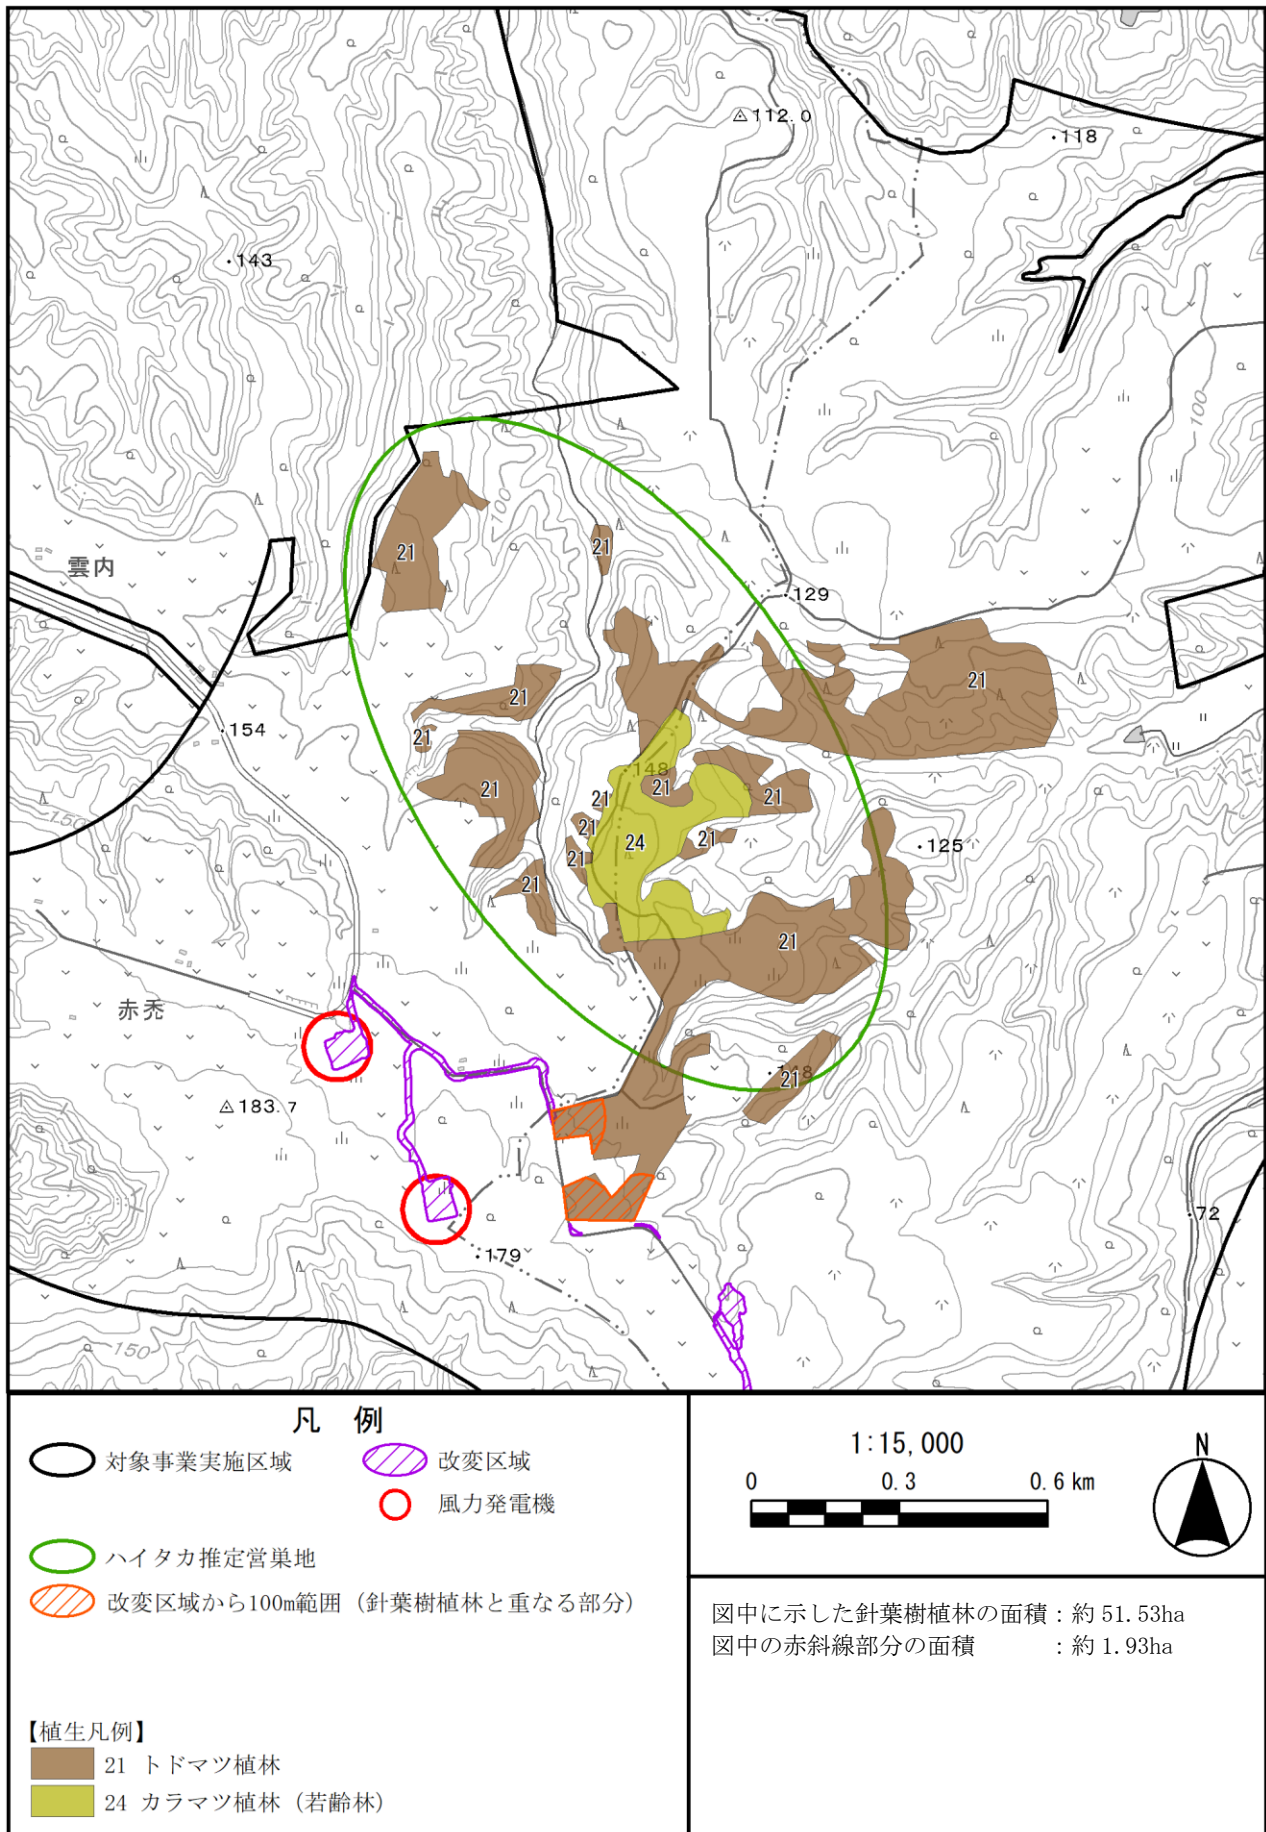 112.0
118
143
100
100
雲内
129
21
21
154
21
21
21
21
148
21
21
21
21
24
21
21
125
150
21
21
赤禿
183.7
21
72
179
150
凡 例
対象事業実施区域
改変区域
風力発電機
ハイタカ推定営巣地
改変区域から100m範囲（針葉樹植林と重なる部分）
【植生凡例】
21 トドマツ植林
24 カラマツ植林（若齢林）
1:15,000
0 0.3 0.6 km
N
図中に示した針葉樹植林の面積：約 51.53ha
図中の赤斜線部分の面積 ：約 1.93ha